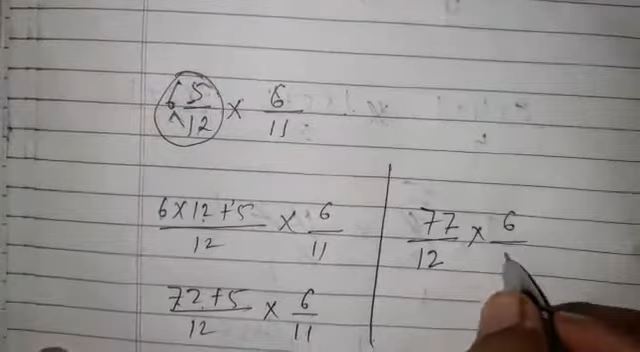 6 5/12 × 6/11
(6×12+5)/12 × 6/11
(72+5)/12 × 6/11
77/12 × 6/